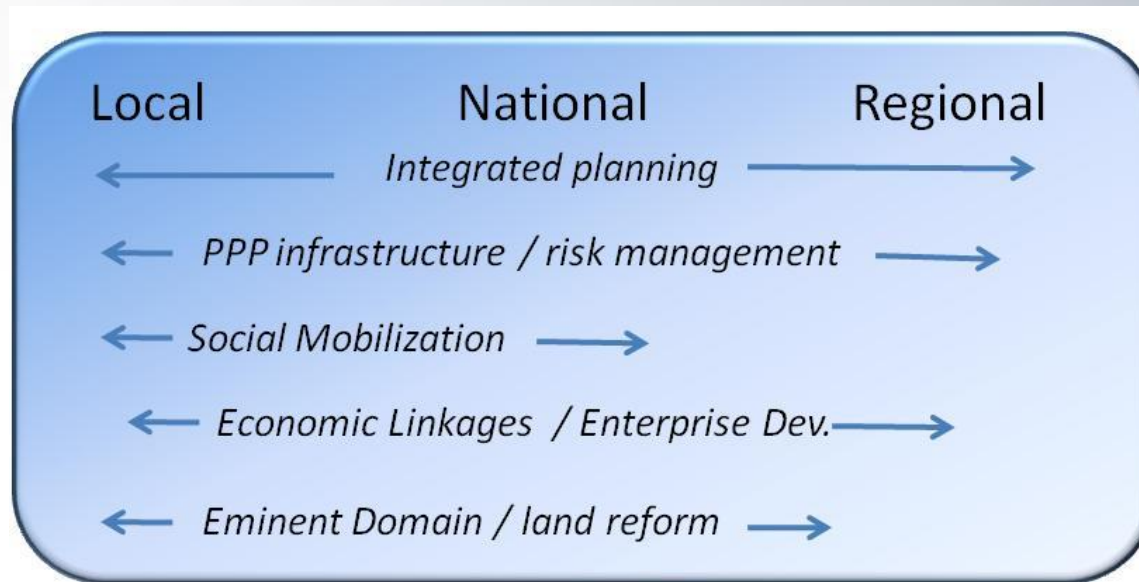 Local National Regional
Integrated planning
PPP infrastructure / risk management
Social Mobilization
Economic Linkages / Enterprise Dev.
Eminent Domain / land reform